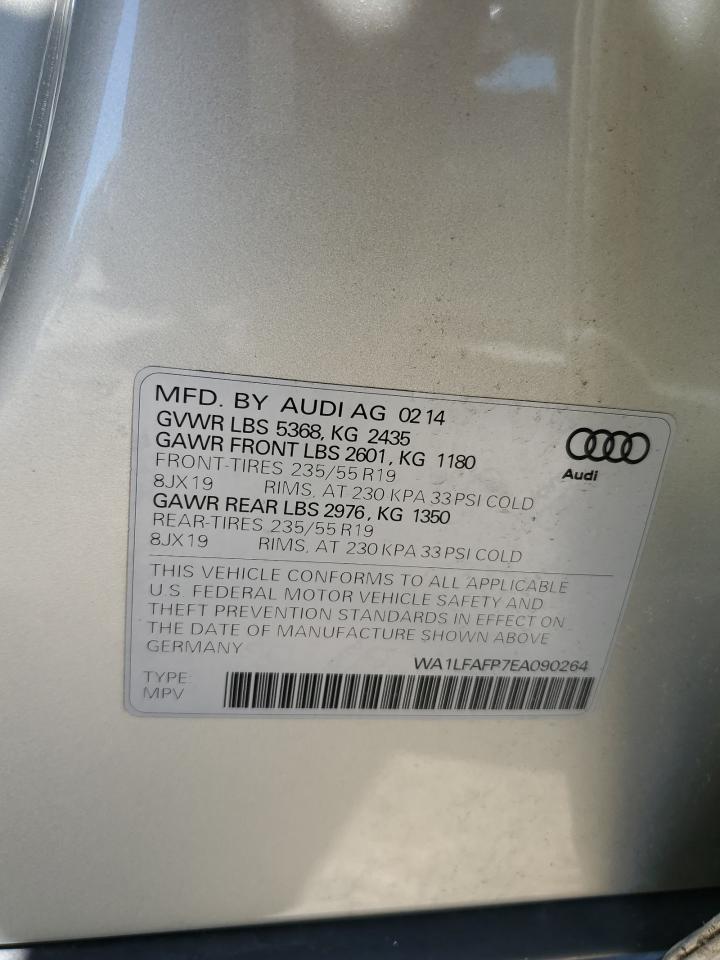 MFD. BY AUDI AG 02 14
GVWR LBS 5368, KG 2435
GAWR FRONT LBS 2601, KG 1180
FRONT-TIRES 235/55 R19
8JX19 RIMS, AT 230 KPA 33 PSI COLD
GAWR REAR LBS 2976, KG 1350
REAR-TIRES 235/55 R19
8JX19 RIMS, AT 230 KPA 33 PSI COLD
Audi
THIS VEHICLE CONFORMS TO ALL APPLICABLE
U.S. FEDERAL MOTOR VEHICLE SAFETY AND
THEFT PREVENTION STANDARDS IN EFFECT ON
THE DATE OF MANUFACTURE SHOWN ABOVE
GERMANY
WA1LFAFP7EA090264
TYPE:
MPV